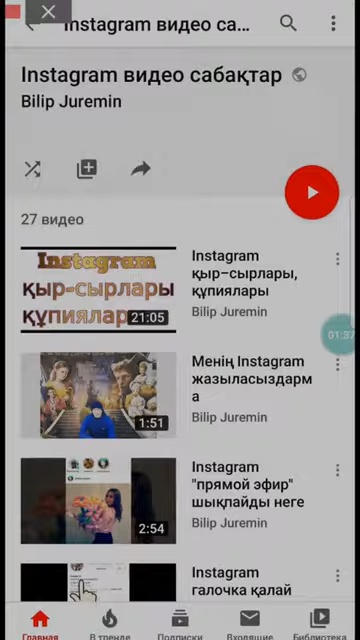 Instagram видео са...
Instagram видео сабақтар
Bilip Juremin
27 видео
Instagram
қыр-сырлары
құпиялар
21:05
Instagram
қыр-сырлары,
құпиялары
Bilip Juremin
01:37
1:51
Менің Instagram
жазыласыздарм
а
Bilip Juremin
2:54
Instagram
"прямой эфир"
шықпайды неге
Bilip Juremin
Instagram
галочка қалай
Главная
В тренде
Подписки
Входящие
Библиотека